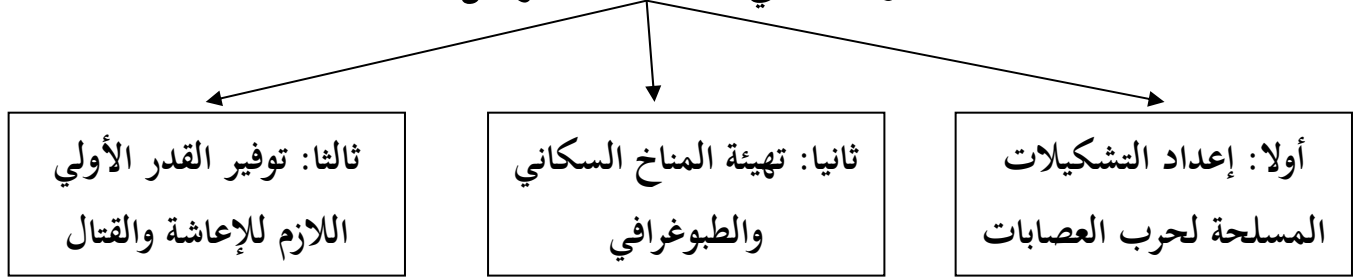 أولا: إعداد التشكيلات
المسلحة لحرب العصابات
ثانيا: تهيئة المناخ السكاني
والطبوغرافي
ثالثا: توفير القدر الأولي
اللازم للإعاشة والقتال